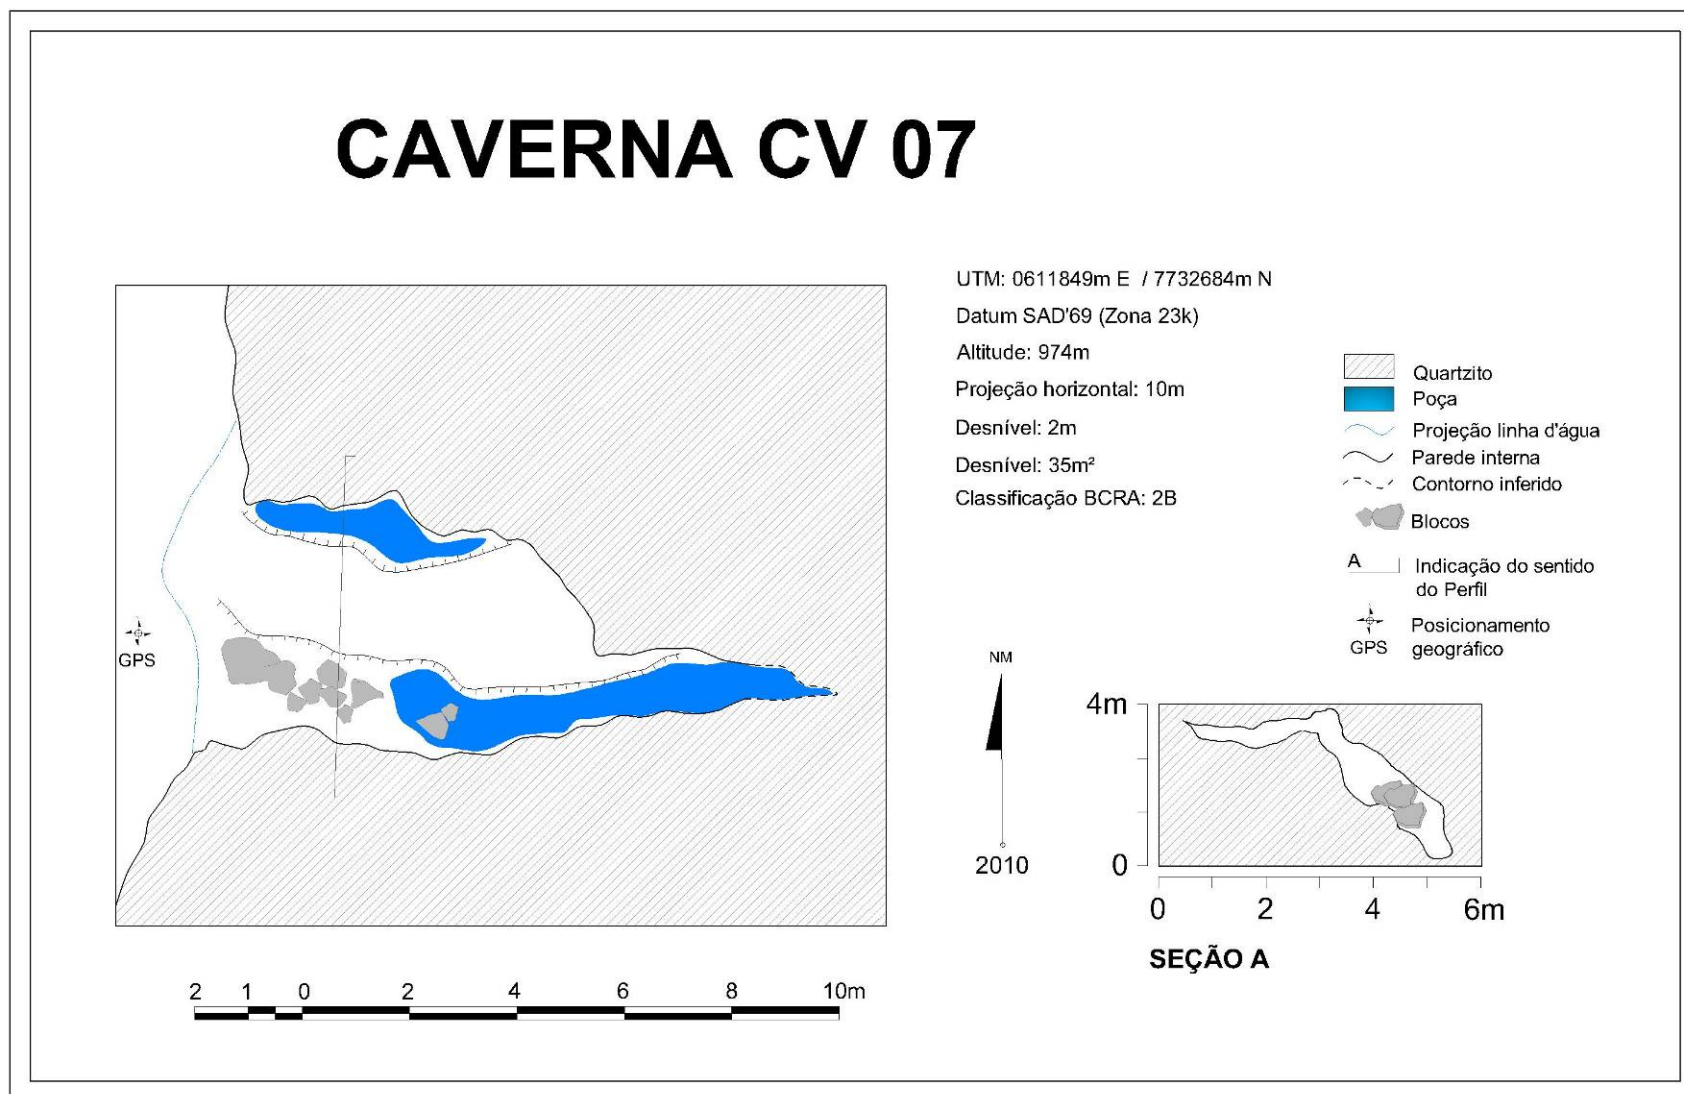 CAVERNA CV 07
UTM: 0611849m E / 7732684m N
Datum SAD'69 (Zona 23k)
Altitude: 974m
Projeção horizontal: 10m
Desnível: 2m
Desnível: 35m²
Classificação BCRA: 2B
Quartzito
Poça
Projeção linha d'água
Parede interna
Contorno inferido
Blocos
A
Indicação do sentido
do Perfil
Posicionamento
GPS geográfico
GPS
NM
2010
4m
0
0 2 4 6m
SEÇÃO A
2 1 0 2 4 6 8 10m